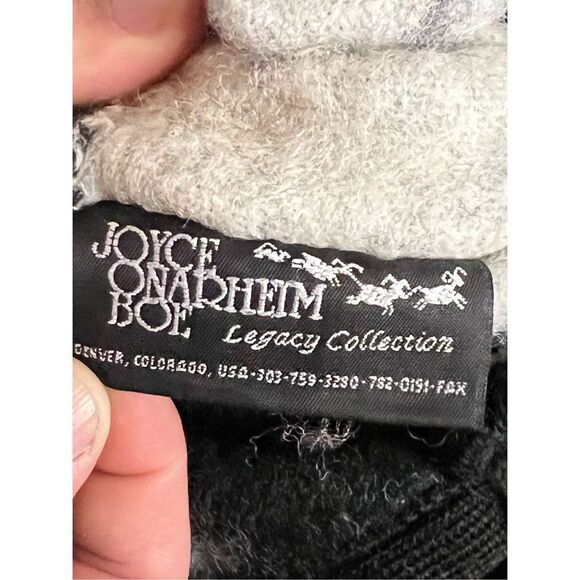 JOYCE
ONARHEIM
BOE
Legacy Collection
DENVER, COLORADO, USA-303-759-3280-782-0191-FAX